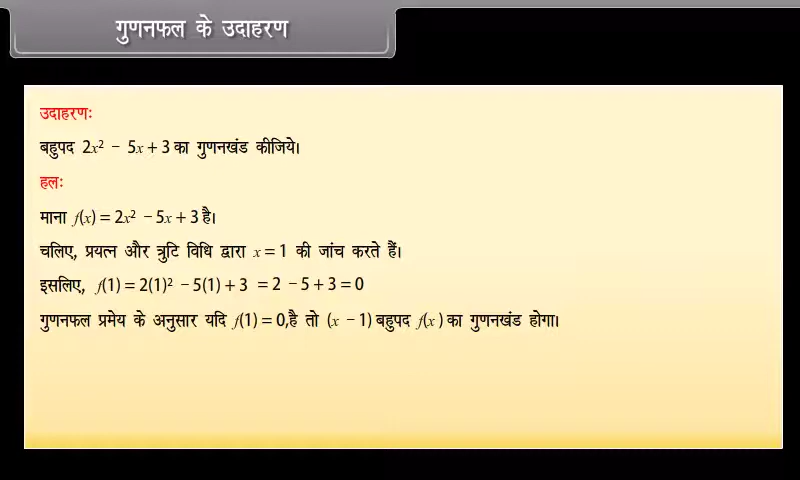 गुणनफल के उदाहरण
उदाहरणः
बहुपद 2x² − 5x + 3 का गुणनखंड कीजिये।
हलः
माना f(x) = 2x² − 5x + 3 है।
चलिए, प्रयत्न और त्रुटि विधि द्वारा x = 1 की जांच करते हैं।
इसलिए, f(1) = 2(1)² − 5(1) + 3 = 2 − 5 + 3 = 0
गुणनफल प्रमेय के अनुसार यदि f(1) = 0,है तो (x − 1) बहुपद f(x) का गुणनखंड होगा।